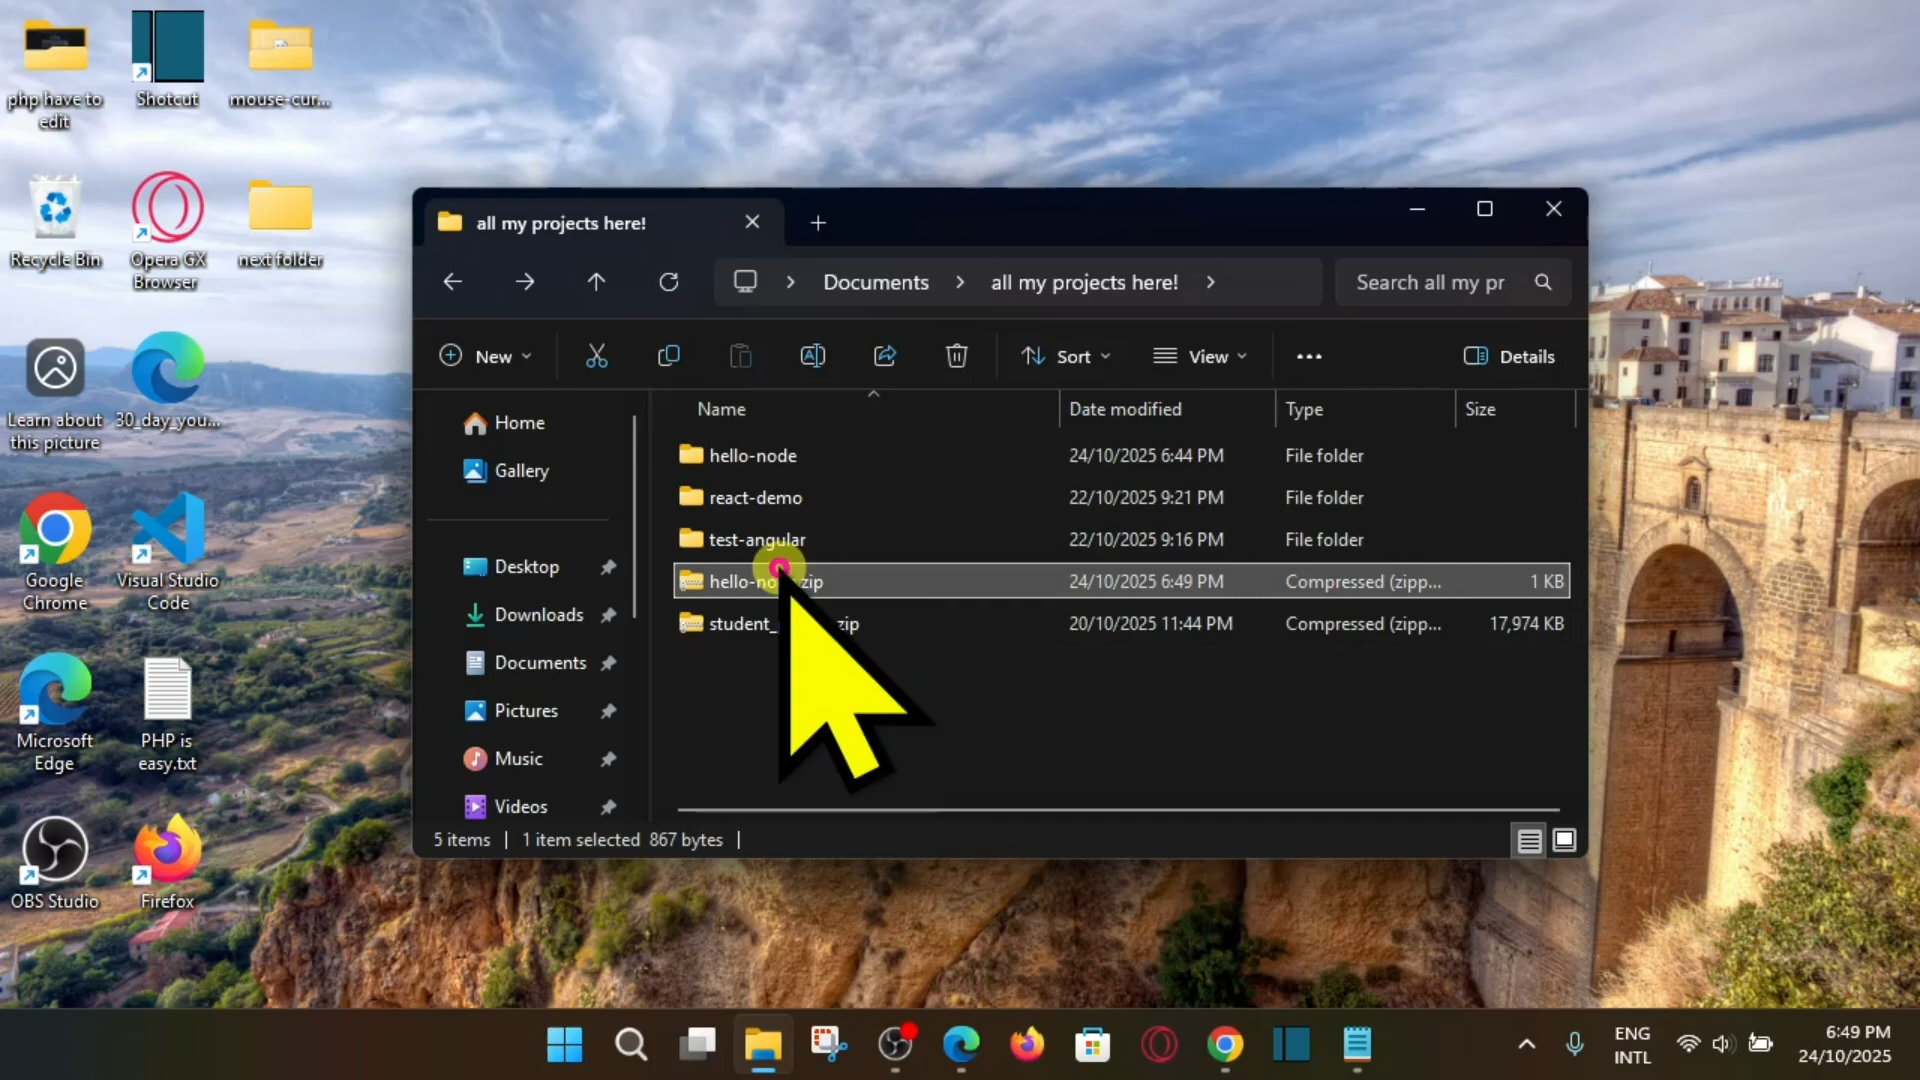 php have to
edit
Shotcut
mouse-cur...
Recycle Bin
Opera GX
Browser
next folder
Learn about
this picture
30_day_you...
Google
Chrome
Visual Studio
Code
Microsoft
Edge
PHP is
easy.txt
OBS Studio
Firefox
all my projects here!
Documents
all my projects here!
Search all my pr
New
Sort
View
Details
Home
Gallery
Desktop
Downloads
Documents
Pictures
Music
Videos
Name Date modified Type Size
hello-node 24/10/2025 6:44 PM File folder
react-demo 22/10/2025 9:21 PM File folder
test-angular 22/10/2025 9:16 PM File folder
zip 24/10/2025 6:49 PM Compressed (zipp... 1 KB
zip 20/10/2025 11:44 PM Compressed (zipp... 17,974 KB
5 items 1 item selected 867 bytes
ENG
INTL
6:49 PM
24/10/2025